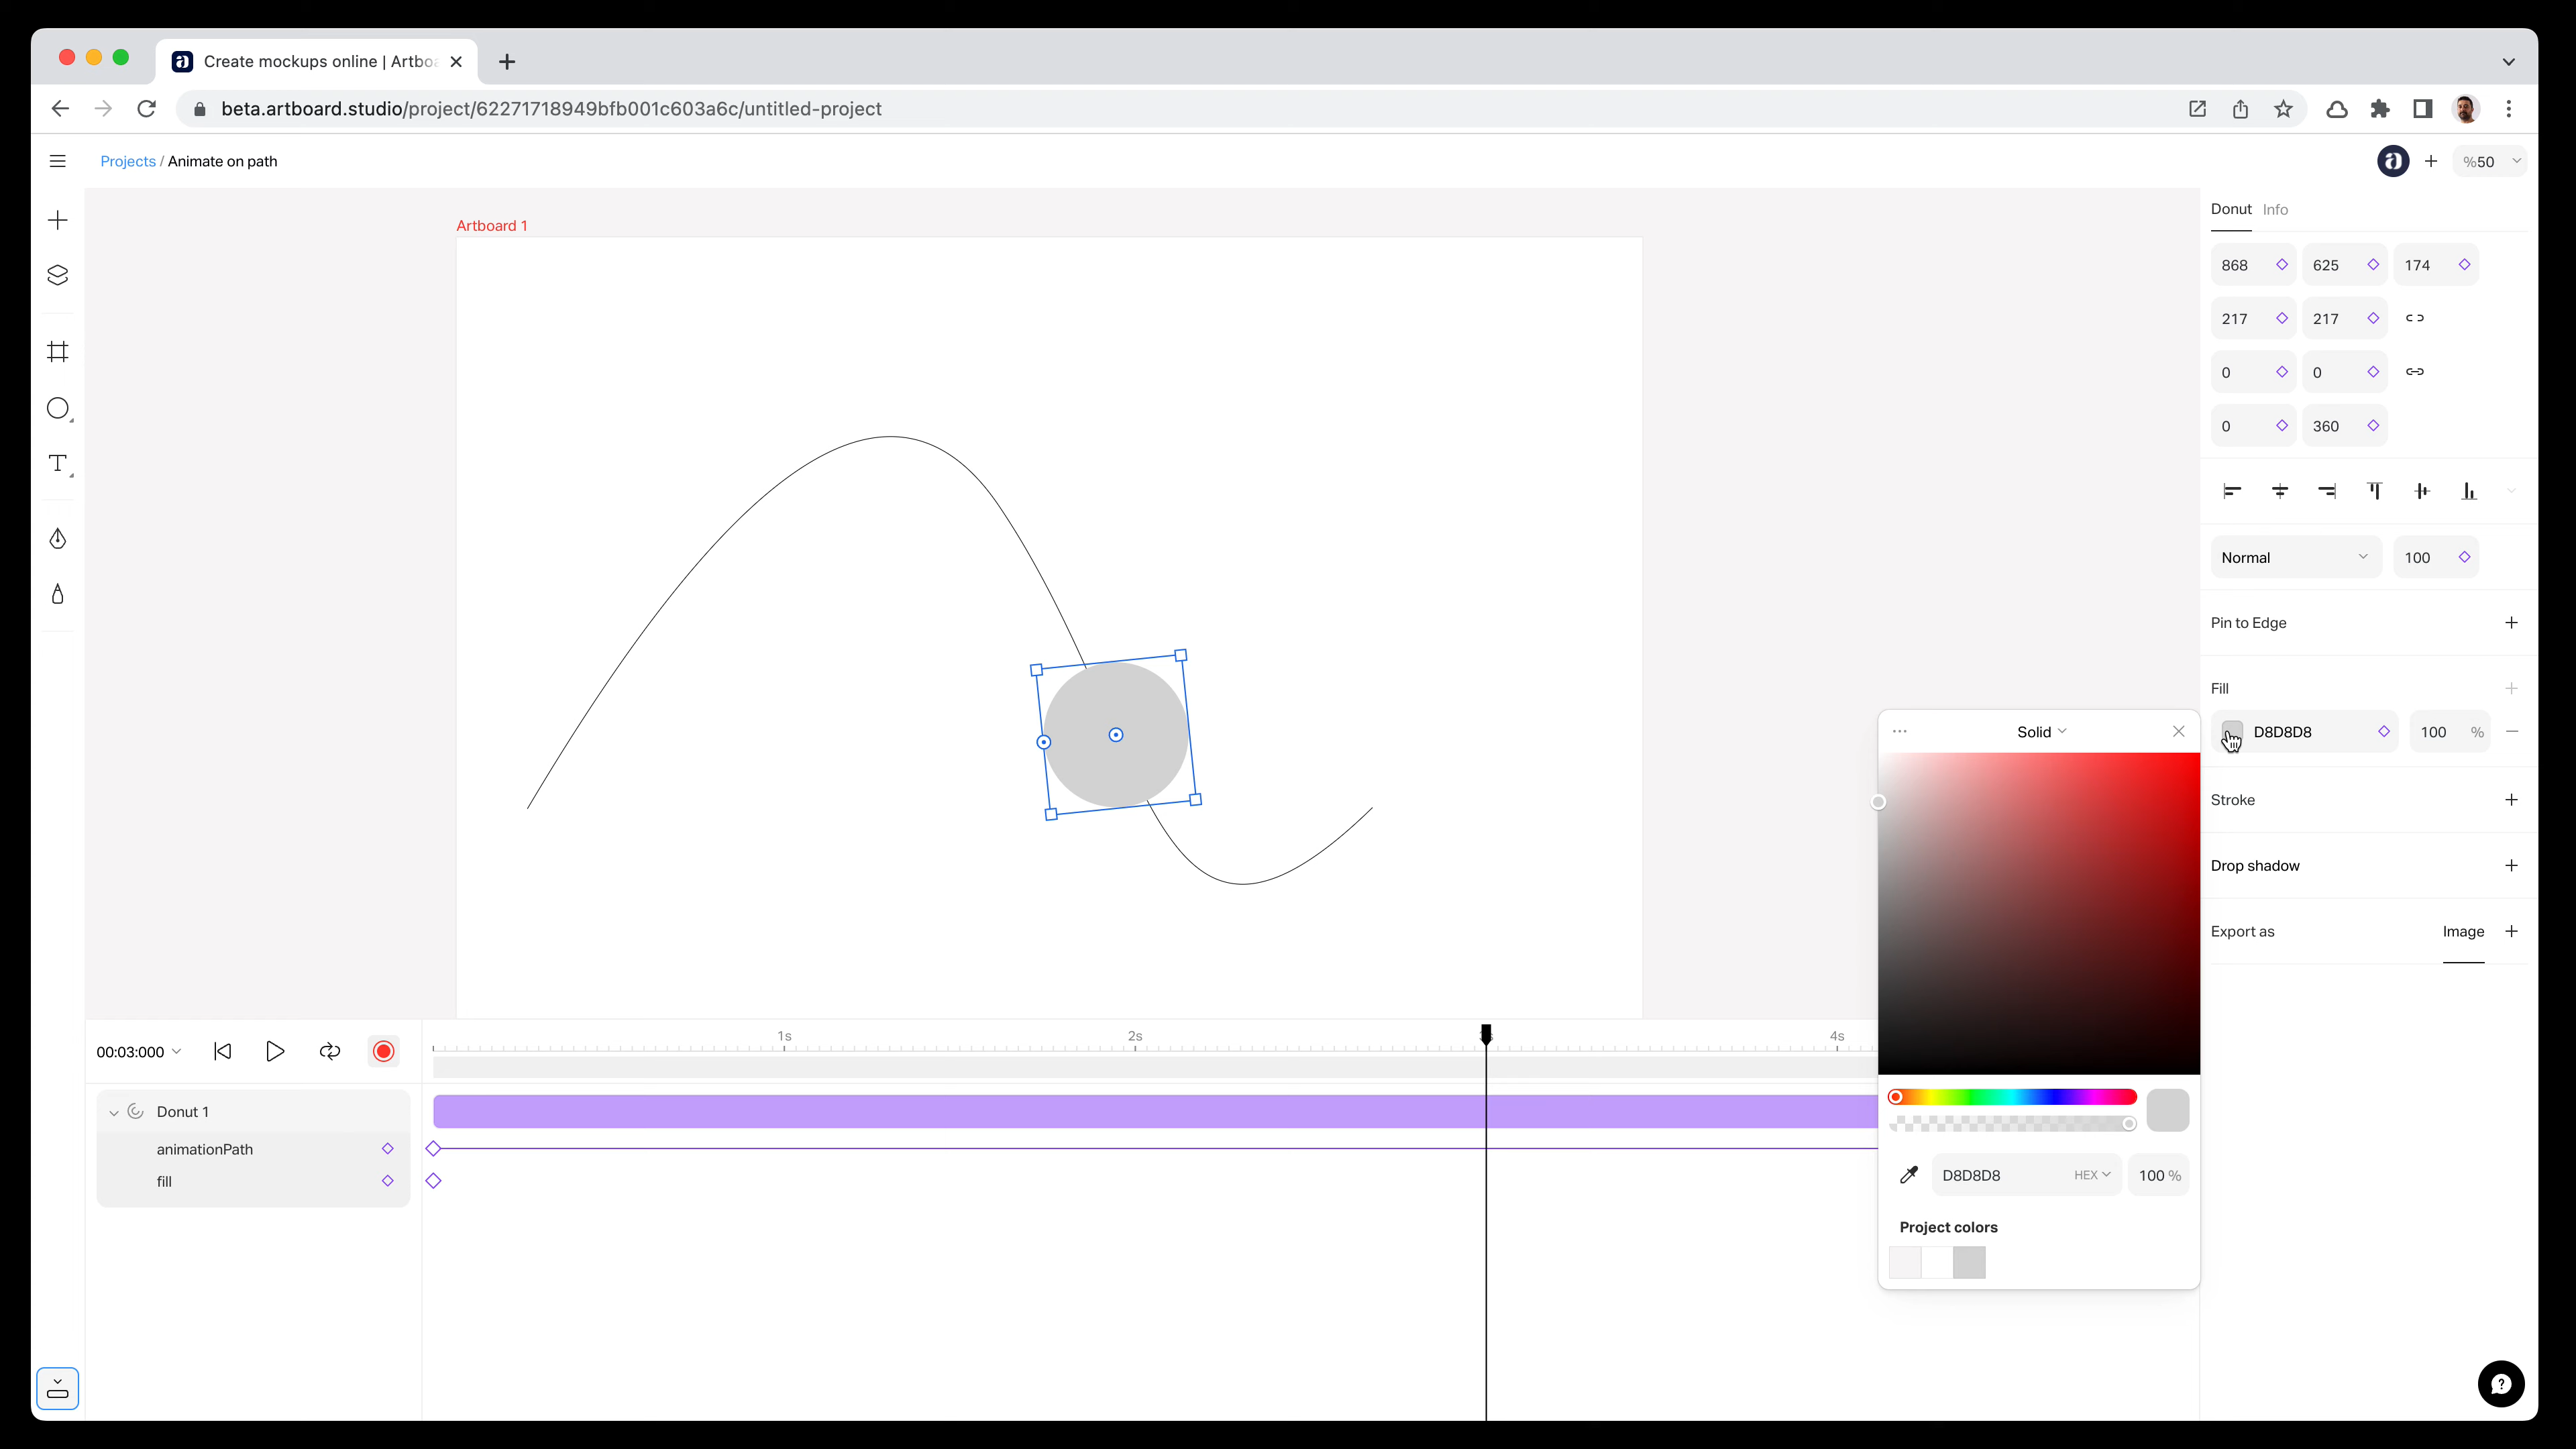 Create mockups online | Artboa
beta.artboard.studio/project/62271718949bfb001c603a6c/untitled-project
Projects / Animate on path
%50
Artboard 1
Donut Info
868 625 174
217 217
0 0
0 360
Normal 100
Pin to Edge
Fill
D8D8D8 100 %
Stroke
Drop shadow
Export as Image
Solid
D8D8D8 HEX 100 %
Project colors
00:03:000
1s 2s 4s
Donut 1
animationPath
fill